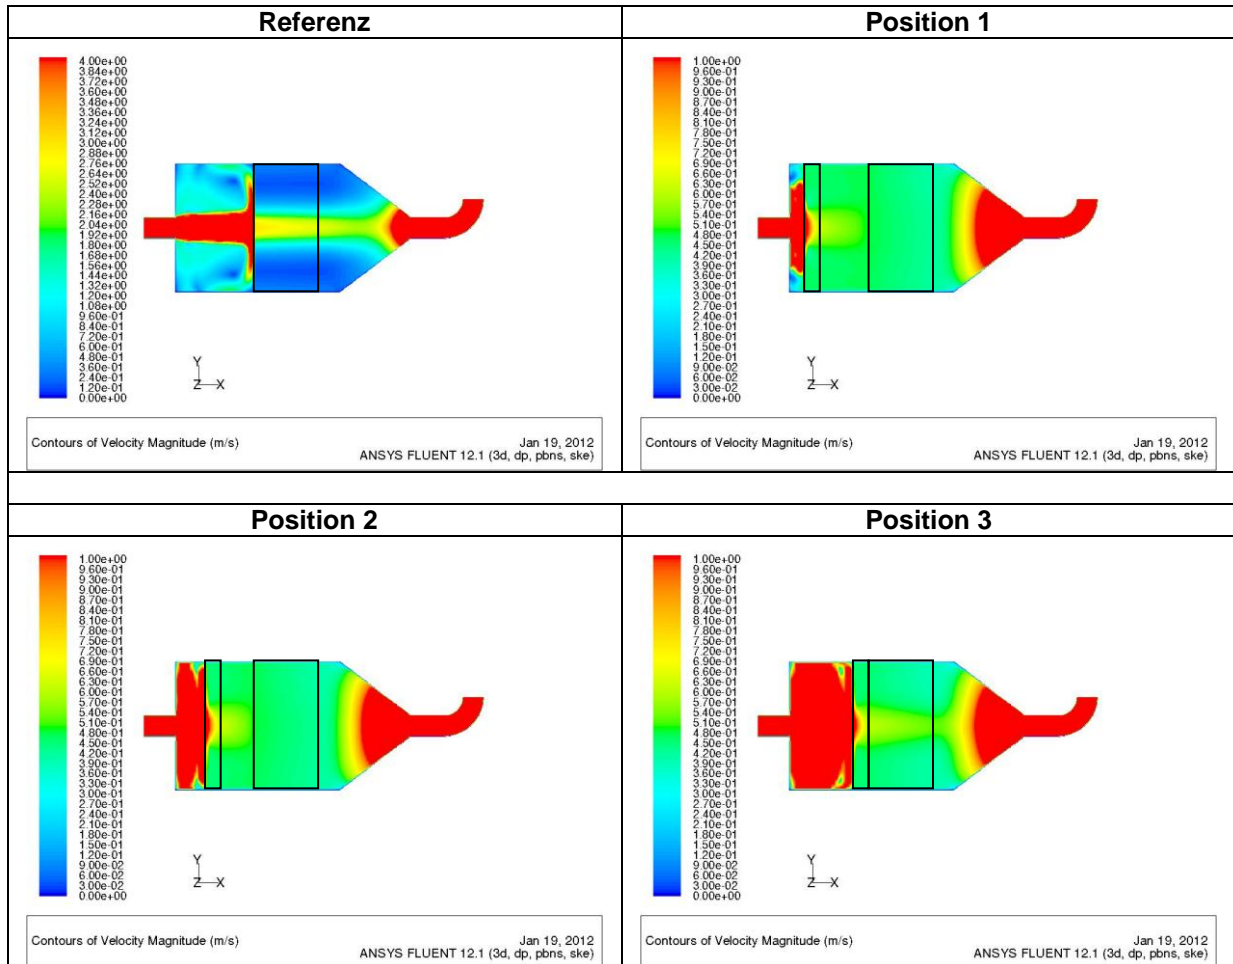 Referenz
4.00e+00
3.84e+00
3.72e+00
3.60e+00
3.48e+00
3.36e+00
3.24e+00
3.12e+00
3.00e+00
2.88e+00
2.76e+00
2.64e+00
2.52e+00
2.40e+00
2.28e+00
2.16e+00
2.04e+00
1.92e+00
1.80e+00
1.68e+00
1.56e+00
1.44e+00
1.32e+00
1.20e+00
1.08e+00
9.60e-01
8.40e-01
7.20e-01
6.00e-01
4.80e-01
3.60e-01
2.40e-01
1.20e-01
0.00e+00
Y
Z X
Contours of Velocity Magnitude (m/s)
Jan 19, 2012
ANSYS FLUENT 12.1 (3d, dp, pbns, ske)
Position 1
1.00e+00
9.60e-01
9.30e-01
9.00e-01
8.70e-01
8.40e-01
8.10e-01
7.80e-01
7.50e-01
7.20e-01
6.90e-01
6.60e-01
6.30e-01
6.00e-01
5.70e-01
5.40e-01
5.10e-01
4.80e-01
4.50e-01
4.20e-01
3.90e-01
3.60e-01
3.30e-01
3.00e-01
2.70e-01
2.40e-01
2.10e-01
1.80e-01
1.50e-01
1.20e-01
9.00e-02
6.00e-02
3.00e-02
0.00e+00
Y
Z X
Contours of Velocity Magnitude (m/s)
Jan 19, 2012
ANSYS FLUENT 12.1 (3d, dp, pbns, ske)
Position 2
1.00e+00
9.60e-01
9.30e-01
9.00e-01
8.70e-01
8.40e-01
8.10e-01
7.80e-01
7.50e-01
7.20e-01
6.90e-01
6.60e-01
6.30e-01
6.00e-01
5.70e-01
5.40e-01
5.10e-01
4.80e-01
4.50e-01
4.20e-01
3.90e-01
3.60e-01
3.30e-01
3.00e-01
2.70e-01
2.40e-01
2.10e-01
1.80e-01
1.50e-01
1.20e-01
9.00e-02
6.00e-02
3.00e-02
0.00e+00
Y
Z X
Contours of Velocity Magnitude (m/s)
Jan 19, 2012
ANSYS FLUENT 12.1 (3d, dp, pbns, ske)
Position 3
1.00e+00
9.60e-01
9.30e-01
9.00e-01
8.70e-01
8.40e-01
8.10e-01
7.80e-01
7.50e-01
7.20e-01
6.90e-01
6.60e-01
6.30e-01
6.00e-01
5.70e-01
5.40e-01
5.10e-01
4.80e-01
4.50e-01
4.20e-01
3.90e-01
3.60e-01
3.30e-01
3.00e-01
2.70e-01
2.40e-01
2.10e-01
1.80e-01
1.50e-01
1.20e-01
9.00e-02
6.00e-02
3.00e-02
0.00e+00
Y
Z X
Contours of Velocity Magnitude (m/s)
Jan 19, 2012
ANSYS FLUENT 12.1 (3d, dp, pbns, ske)